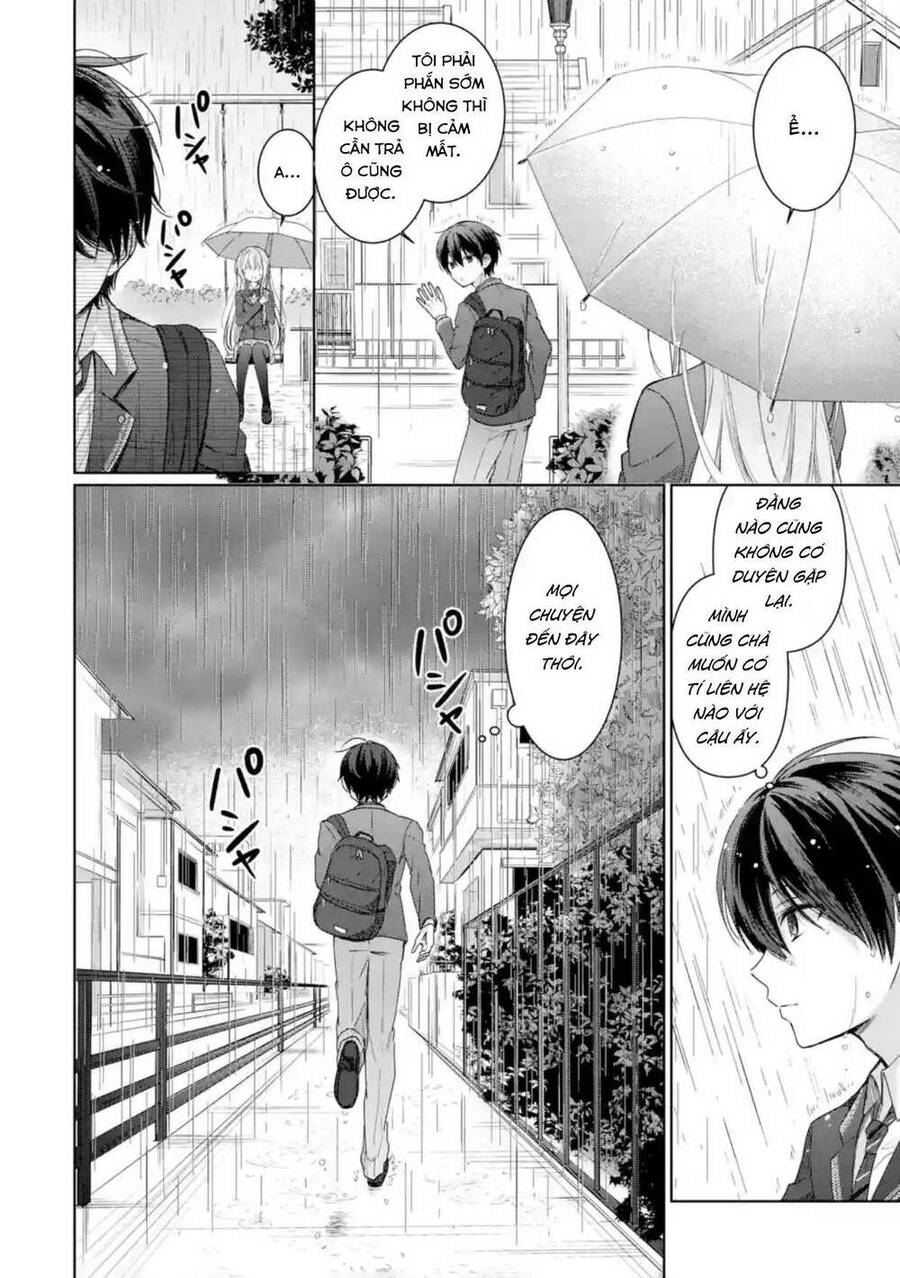 Ể...
TÔI PHẢI
PHẮN SỚM
KHÔNG THÌ
BỊ CẢM
MẤT.
KHÔNG
CẦN TRẢ
Ô CŨNG
ĐƯỢC.
A...
パシャ
パシャ
ĐẰNG
NÀO CŨNG
KHÔNG CÓ
DUYÊN GẶP
LẠI.
MÌNH
CŨNG CHẢ
MUỐN CÓ
TÍ LIÊN HỆ
NÀO VỚI
CẬU ẤY.
MỌI
CHUYỆN
ĐẾN ĐÂY
THÔI.
パシャ
パシャ